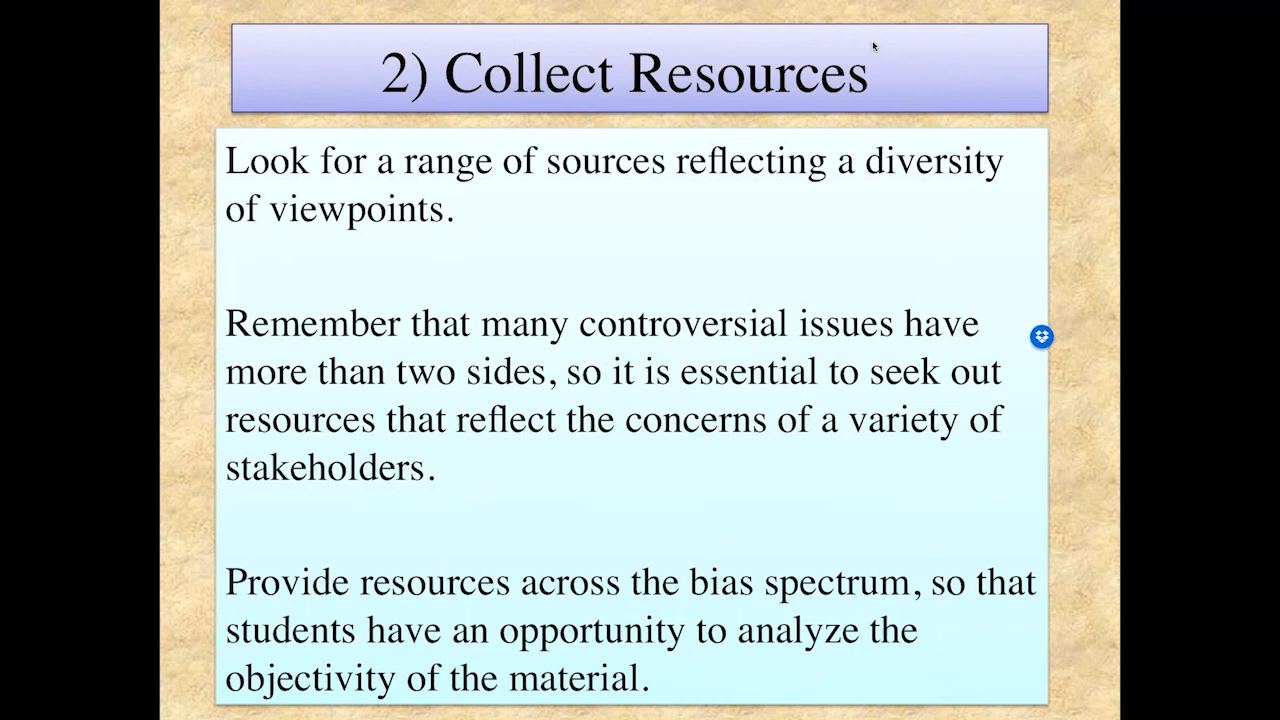 2) Collect Resources
Look for a range of sources reflecting a diversity
of viewpoints.
Remember that many controversial issues have
more than two sides, so it is essential to seek out
resources that reflect the concerns of a variety of
stakeholders.
Provide resources across the bias spectrum, so that
students have an opportunity to analyze the
objectivity of the material.